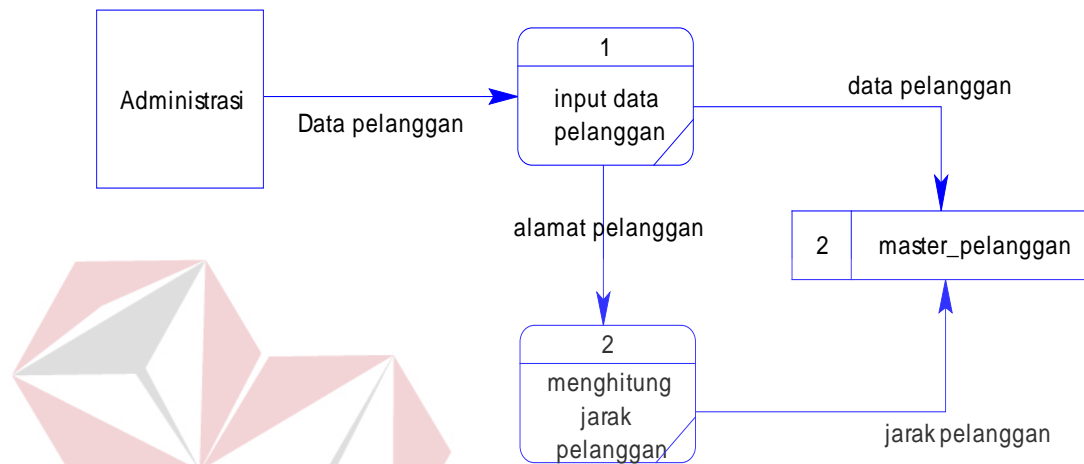 Administrasi
Data pelanggan
1
input data
pelanggan
data pelanggan
alamat pelanggan
2
master_pelanggan
2
menghitung
jarak
pelanggan
jarak pelanggan